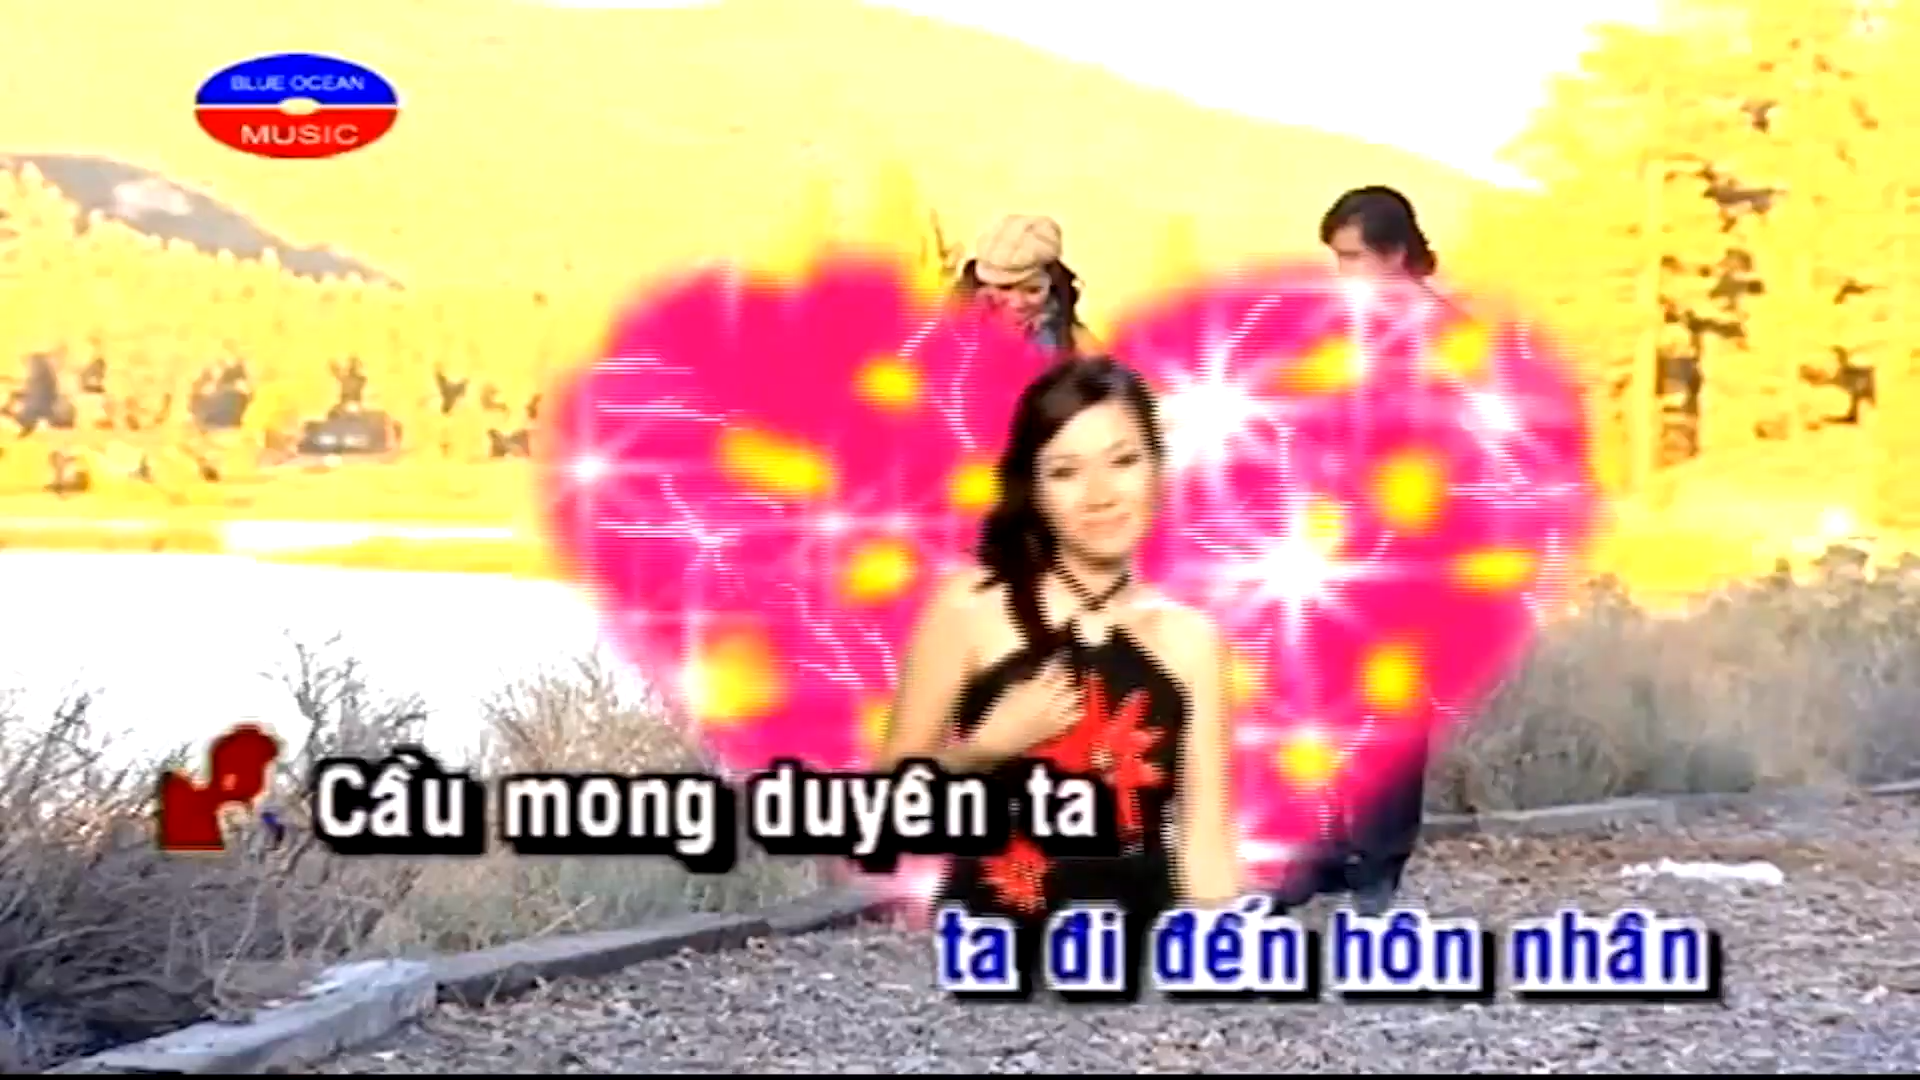 BLUE OCEAN
MUSIC
Cầu mong duyên ta
ta đi đến hôn nhân